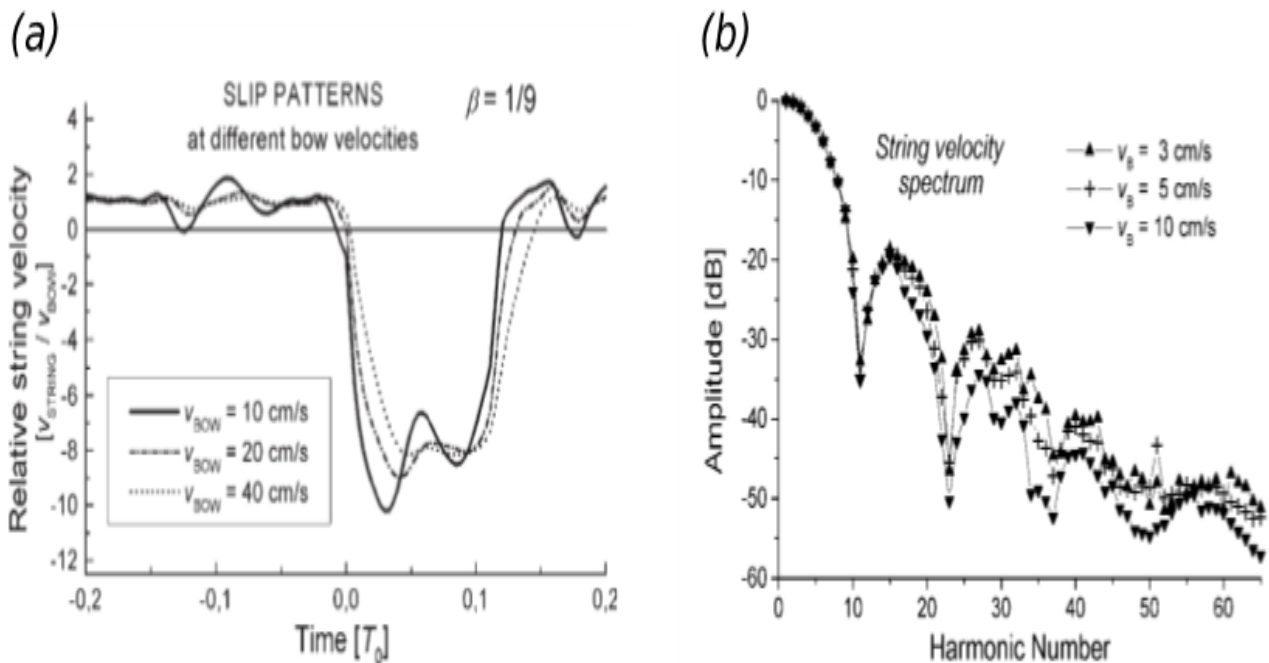 (a)
SLIP PATTERNS
at different bow velocities
β = 1/9
Relative string velocity
[vSTRING / vBOW]
4
2
0
-2
-4
-6
-8
-10
-12
vBOW = 10 cm/s
vBOW = 20 cm/s
vBOW = 40 cm/s
-0,2
-0,1
0,0
0,1
0,2
Time [T0]
(b)
String velocity
spectrum
vB = 3 cm/s
vB = 5 cm/s
vB = 10 cm/s
Amplitude [dB]
0
-10
-20
-30
-40
-50
-60
0
10
20
30
40
50
60
Harmonic Number